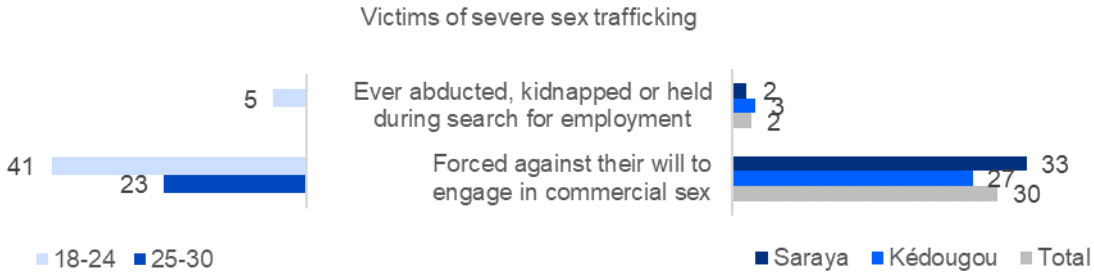 Victims of severe sex trafficking
5
Ever abducted, kidnapped or held
during search for employment
2
3
2
41
23
Forced against their will to
engage in commercial sex
33
27
30
18-24 25-30
Saraya Kédougou Total